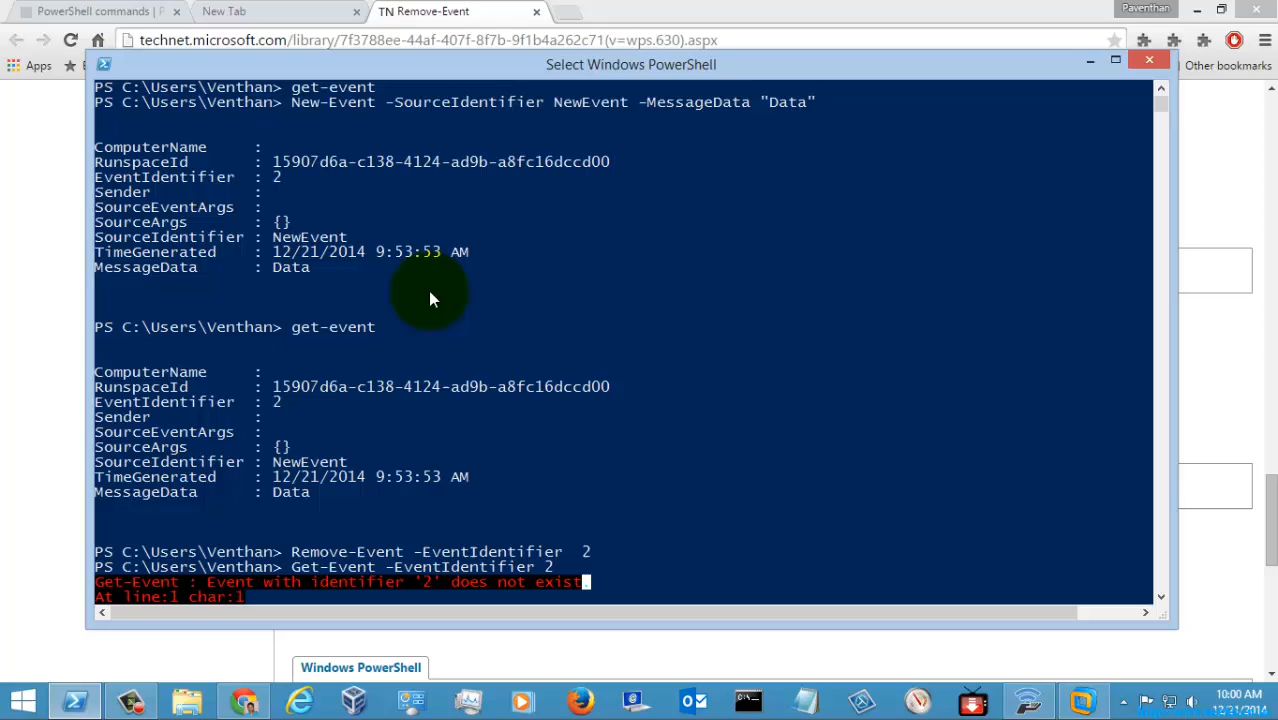 PowerShell commands | P
New Tab
TN Remove-Event
Paventhan
technet.microsoft.com/library/7f3788ee-44af-407f-8f7b-9f1b4a262c71(v=wps.630).aspx
Apps
Other bookmarks
Select Windows PowerShell
PS C:\Users\Venthan> get-event
PS C:\Users\Venthan> New-Event -SourceIdentifier NewEvent -MessageData "Data"
ComputerName     :
RunspaceId       : 15907d6a-c138-4124-ad9b-a8fc16dccd00
EventIdentifier  : 2
Sender           :
SourceEventArgs  :
SourceArgs       : {}
SourceIdentifier : NewEvent
TimeGenerated    : 12/21/2014 9:53:53 AM
MessageData      : Data
PS C:\Users\Venthan> get-event
ComputerName     :
RunspaceId       : 15907d6a-c138-4124-ad9b-a8fc16dccd00
EventIdentifier  : 2
Sender           :
SourceEventArgs  :
SourceArgs       : {}
SourceIdentifier : NewEvent
TimeGenerated    : 12/21/2014 9:53:53 AM
MessageData      : Data
PS C:\Users\Venthan> Remove-Event -EventIdentifier  2
PS C:\Users\Venthan> Get-Event -EventIdentifier 2
Get-Event : Event with identifier '2' does not exist.
At line:1 char:1
Windows PowerShell
10:00 AM
12/21/2014